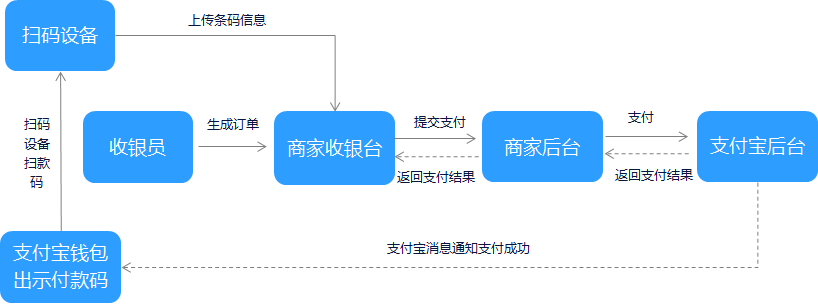 扫码设备
上传条码信息
扫码
设备
扫款
码
收银员
生成订单
商家收银台
提交支付
返回支付结果
商家后台
支付
返回支付结果
支付宝后台
支付宝钱包
出示付款码
支付宝消息通知支付成功